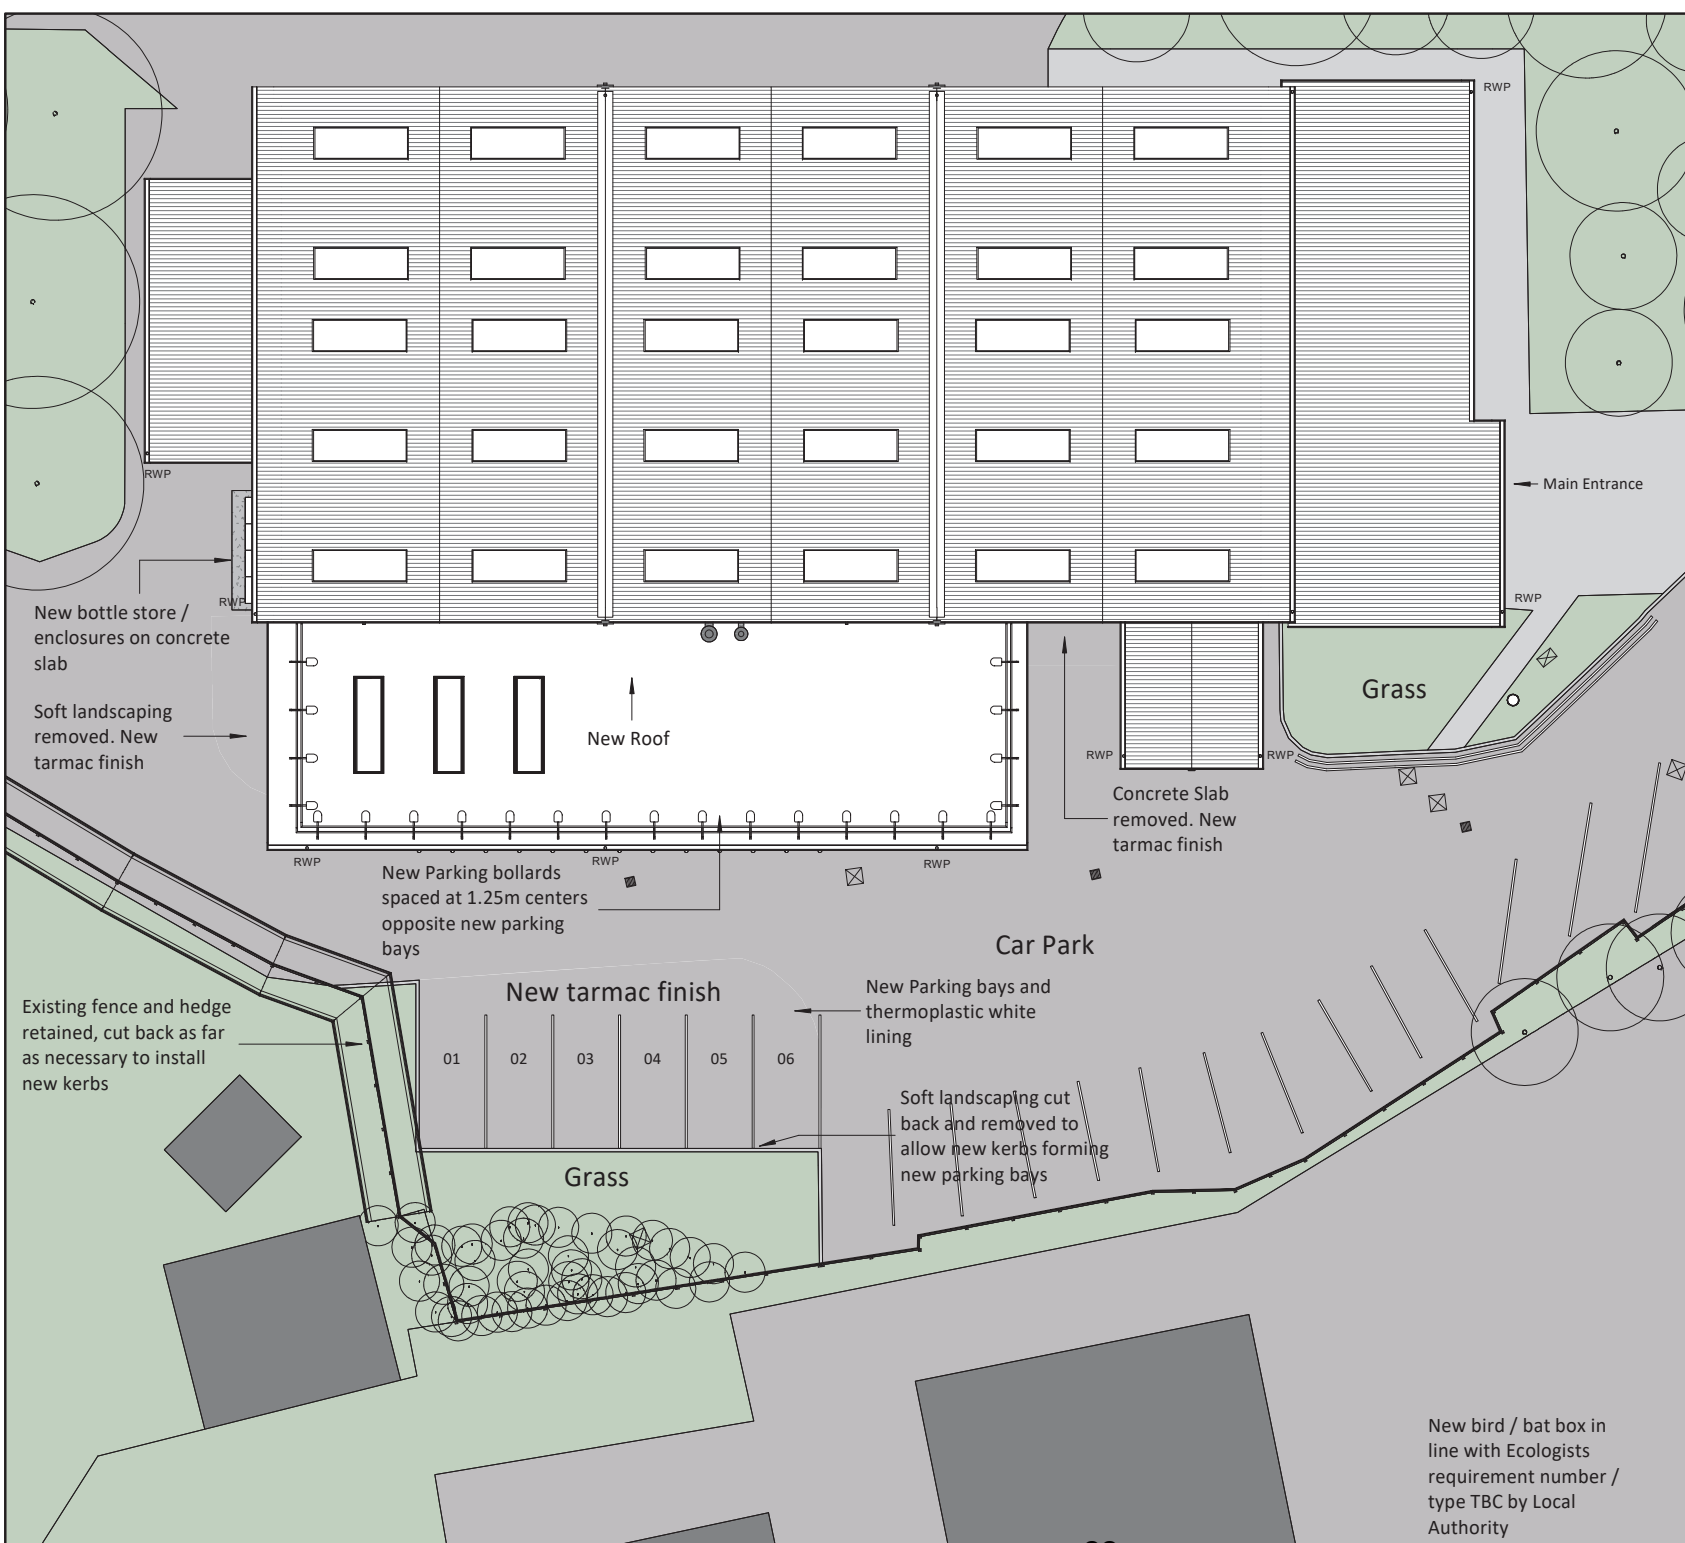 RWP
RWP
Main Entrance
RWP
RWP
New bottle store /
enclosures on concrete
slab
Soft landscaping
removed. New
tarmac finish
New Roof
Grass
RWP
RWP
Concrete Slab
removed. New
tarmac finish
RWP
RWP
RWP
New Parking bollards
spaced at 1.25m centers
opposite new parking
bays
Car Park
New tarmac finish
New Parking bays and
thermoplastic white
lining
Existing fence and hedge
retained, cut back as far
as necessary to install
new kerbs
01
02
03
04
05
06
Soft landscaping cut
back and removed to
allow new kerbs forming
new parking bays
Grass
New bird / bat box in
line with Ecologists
requirement number /
type TBC by Local
Authority